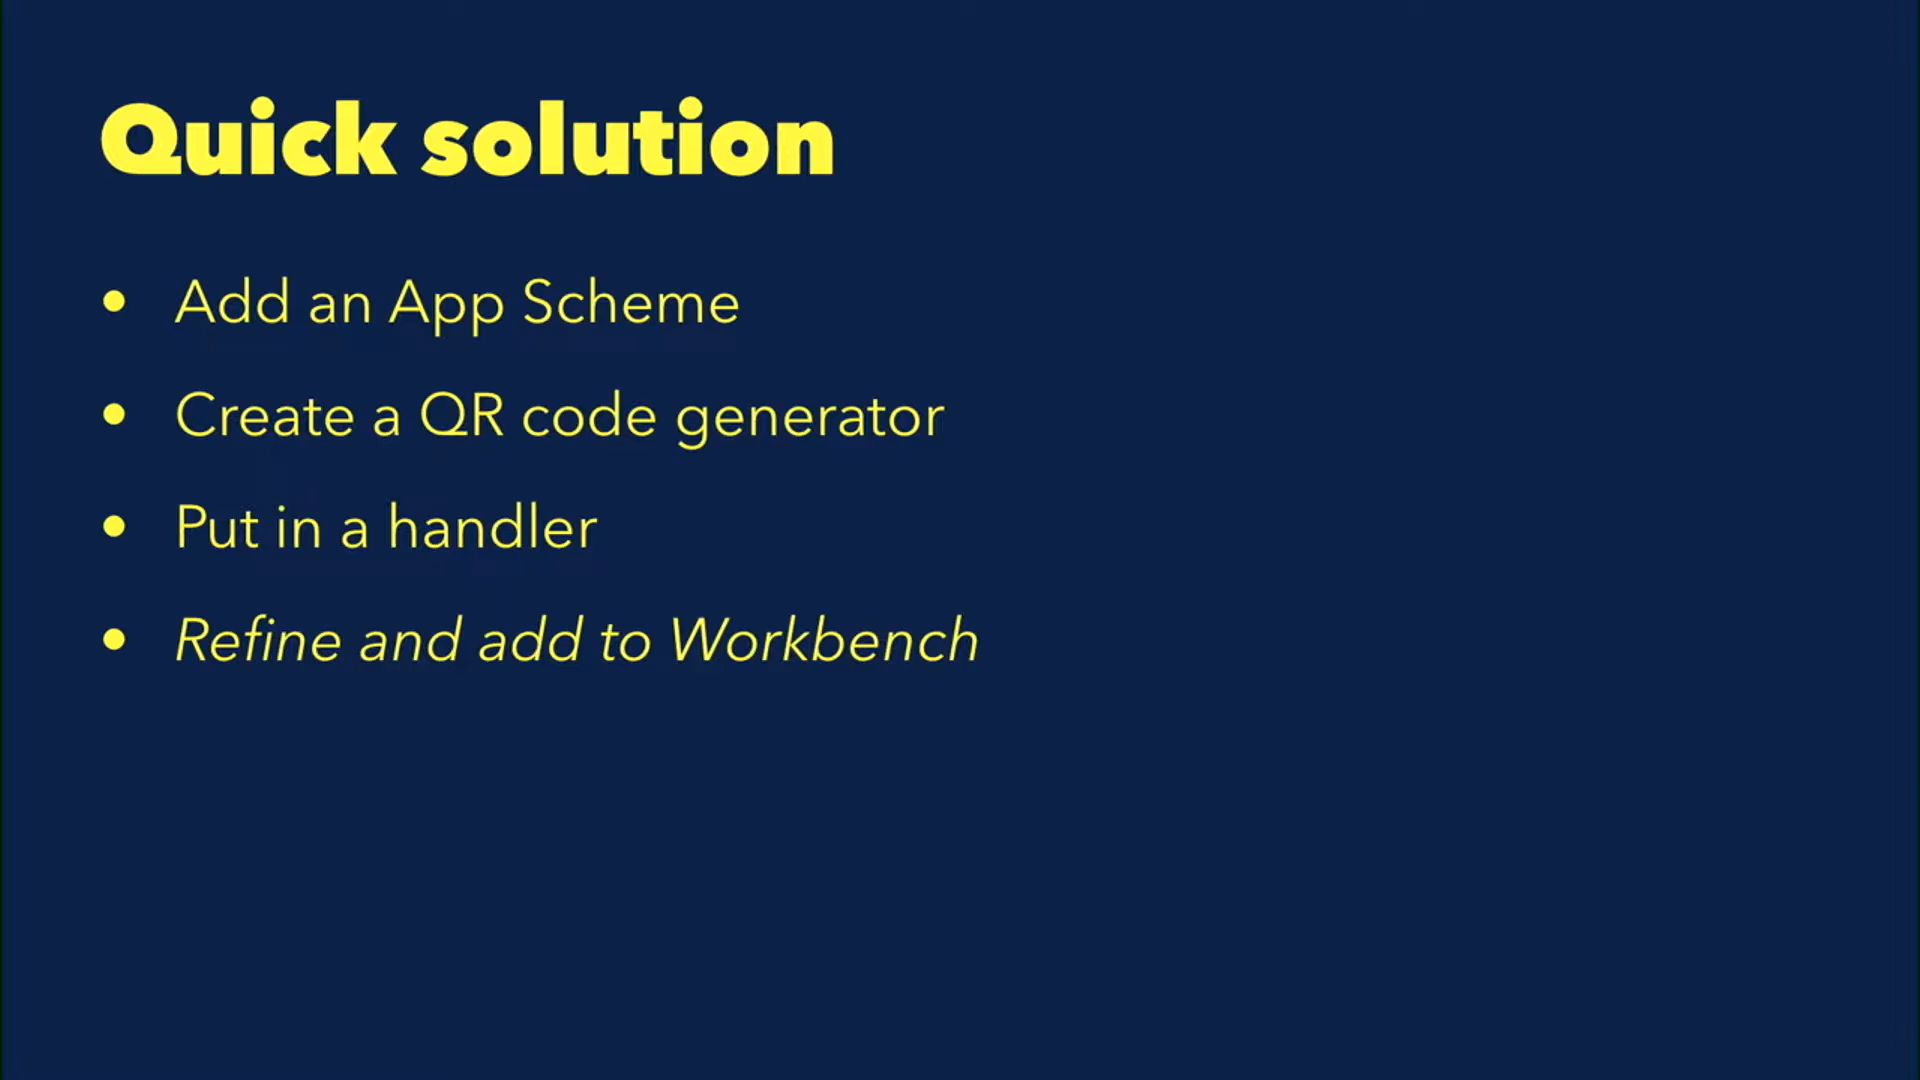 Quick solution
• Add an App Scheme
• Create a QR code generator
• Put in a handler
• Refine and add to Workbench